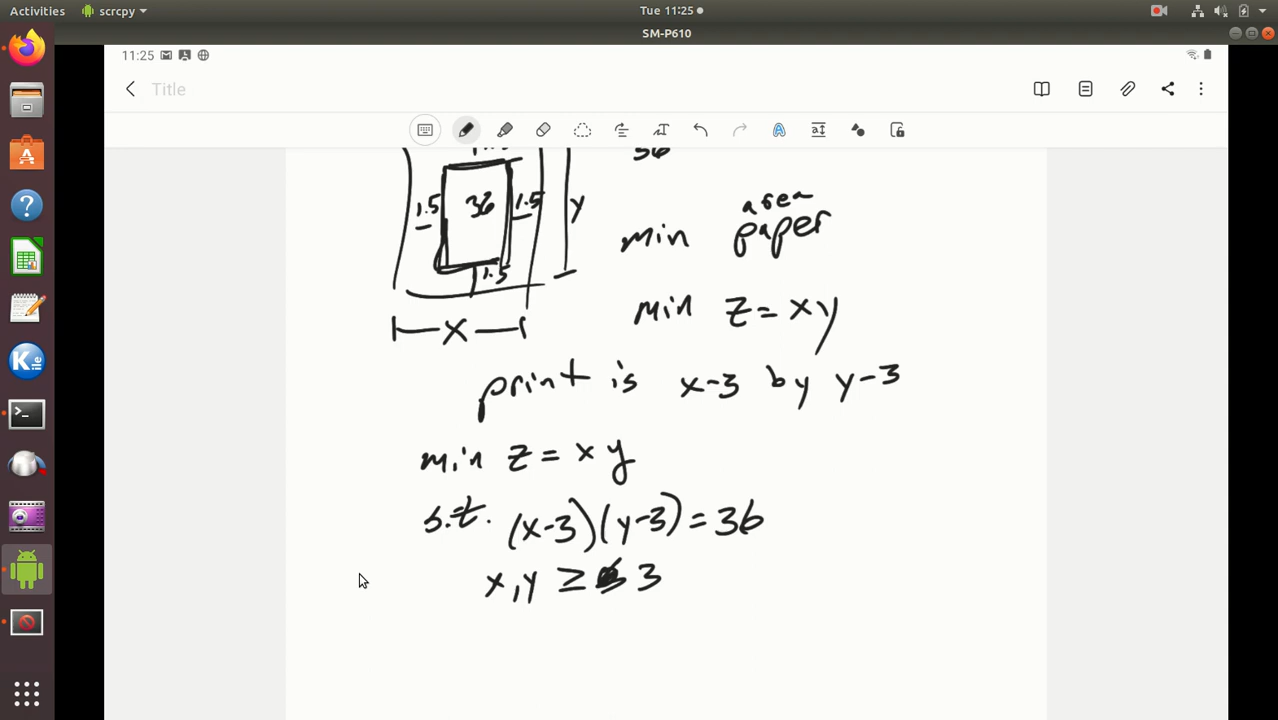 Activities scrcpy Tue 11:25
SM-P610
11:25
Title
36
1.5 36 1.5 y
1.5
area
min paper
min z = xy
X
print is x-3 by y-3
min z = xy
s.t. (x-3)(y-3) = 36
x,y ≥ 3